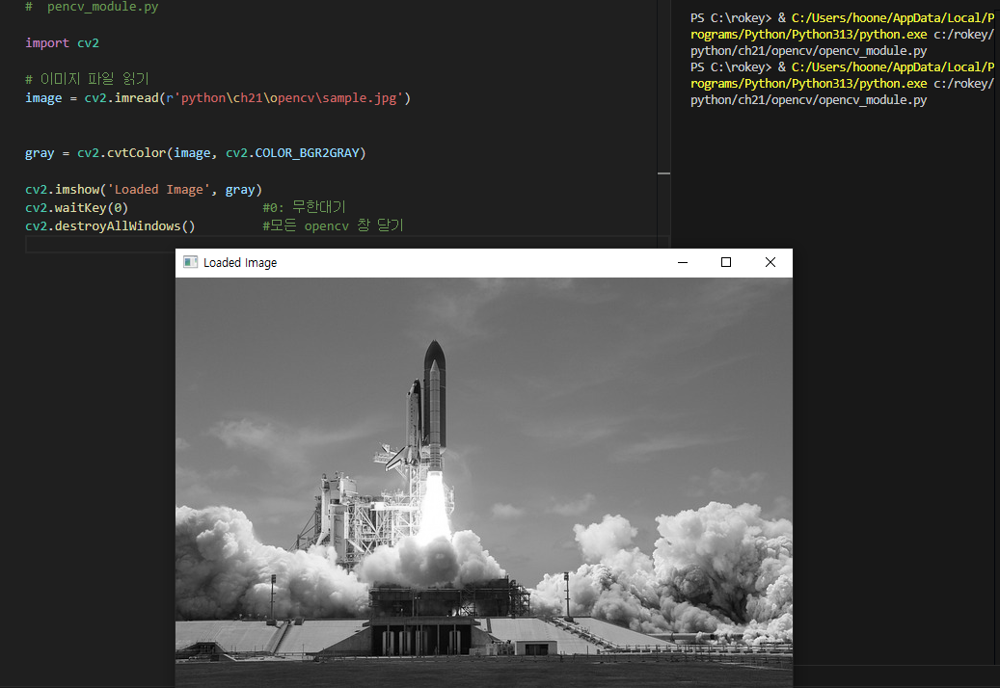 #  pencv_module.py
import cv2
# 이미지 파일 읽기
image = cv2.imread(r'python\ch21\opencv\sample.jpg')
gray = cv2.cvtColor(image, cv2.COLOR_BGR2GRAY)
cv2.imshow('Loaded Image', gray)
cv2.waitKey(0)                  #0: 무한대기
cv2.destroyAllWindows()         #모든 opencv 창 닫기
Loaded Image
PS C:\rokey> & C:/Users/hoone/AppData/Local/P
rograms/Python/Python313/python.exe c:/rokey/
python/ch21/opencv/opencv_module.py
PS C:\rokey> & C:/Users/hoone/AppData/Local/P
rograms/Python/Python313/python.exe c:/rokey/
python/ch21/opencv/opencv_module.py